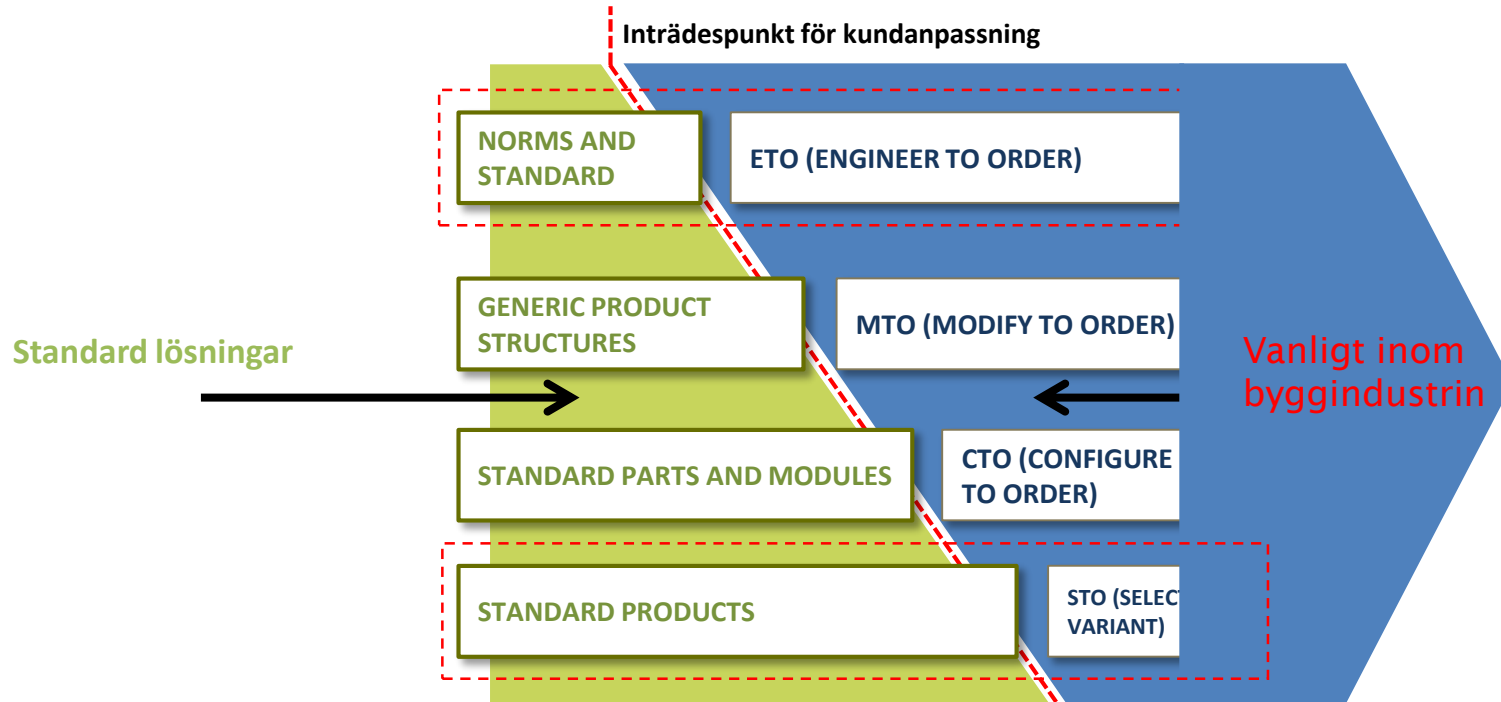 Inträdespunkt för kundanpassning
NORMS AND
STANDARD
ETO (ENGINEER TO ORDER)
GENERIC PRODUCT
STRUCTURES
MTO (MODIFY TO ORDER)
Standard lösningar
Vanligt inom
byggindustrin
STANDARD PARTS AND MODULES
CTO (CONFIGURE
TO ORDER)
STANDARD PRODUCTS
STO (SELECT
VARIANT)